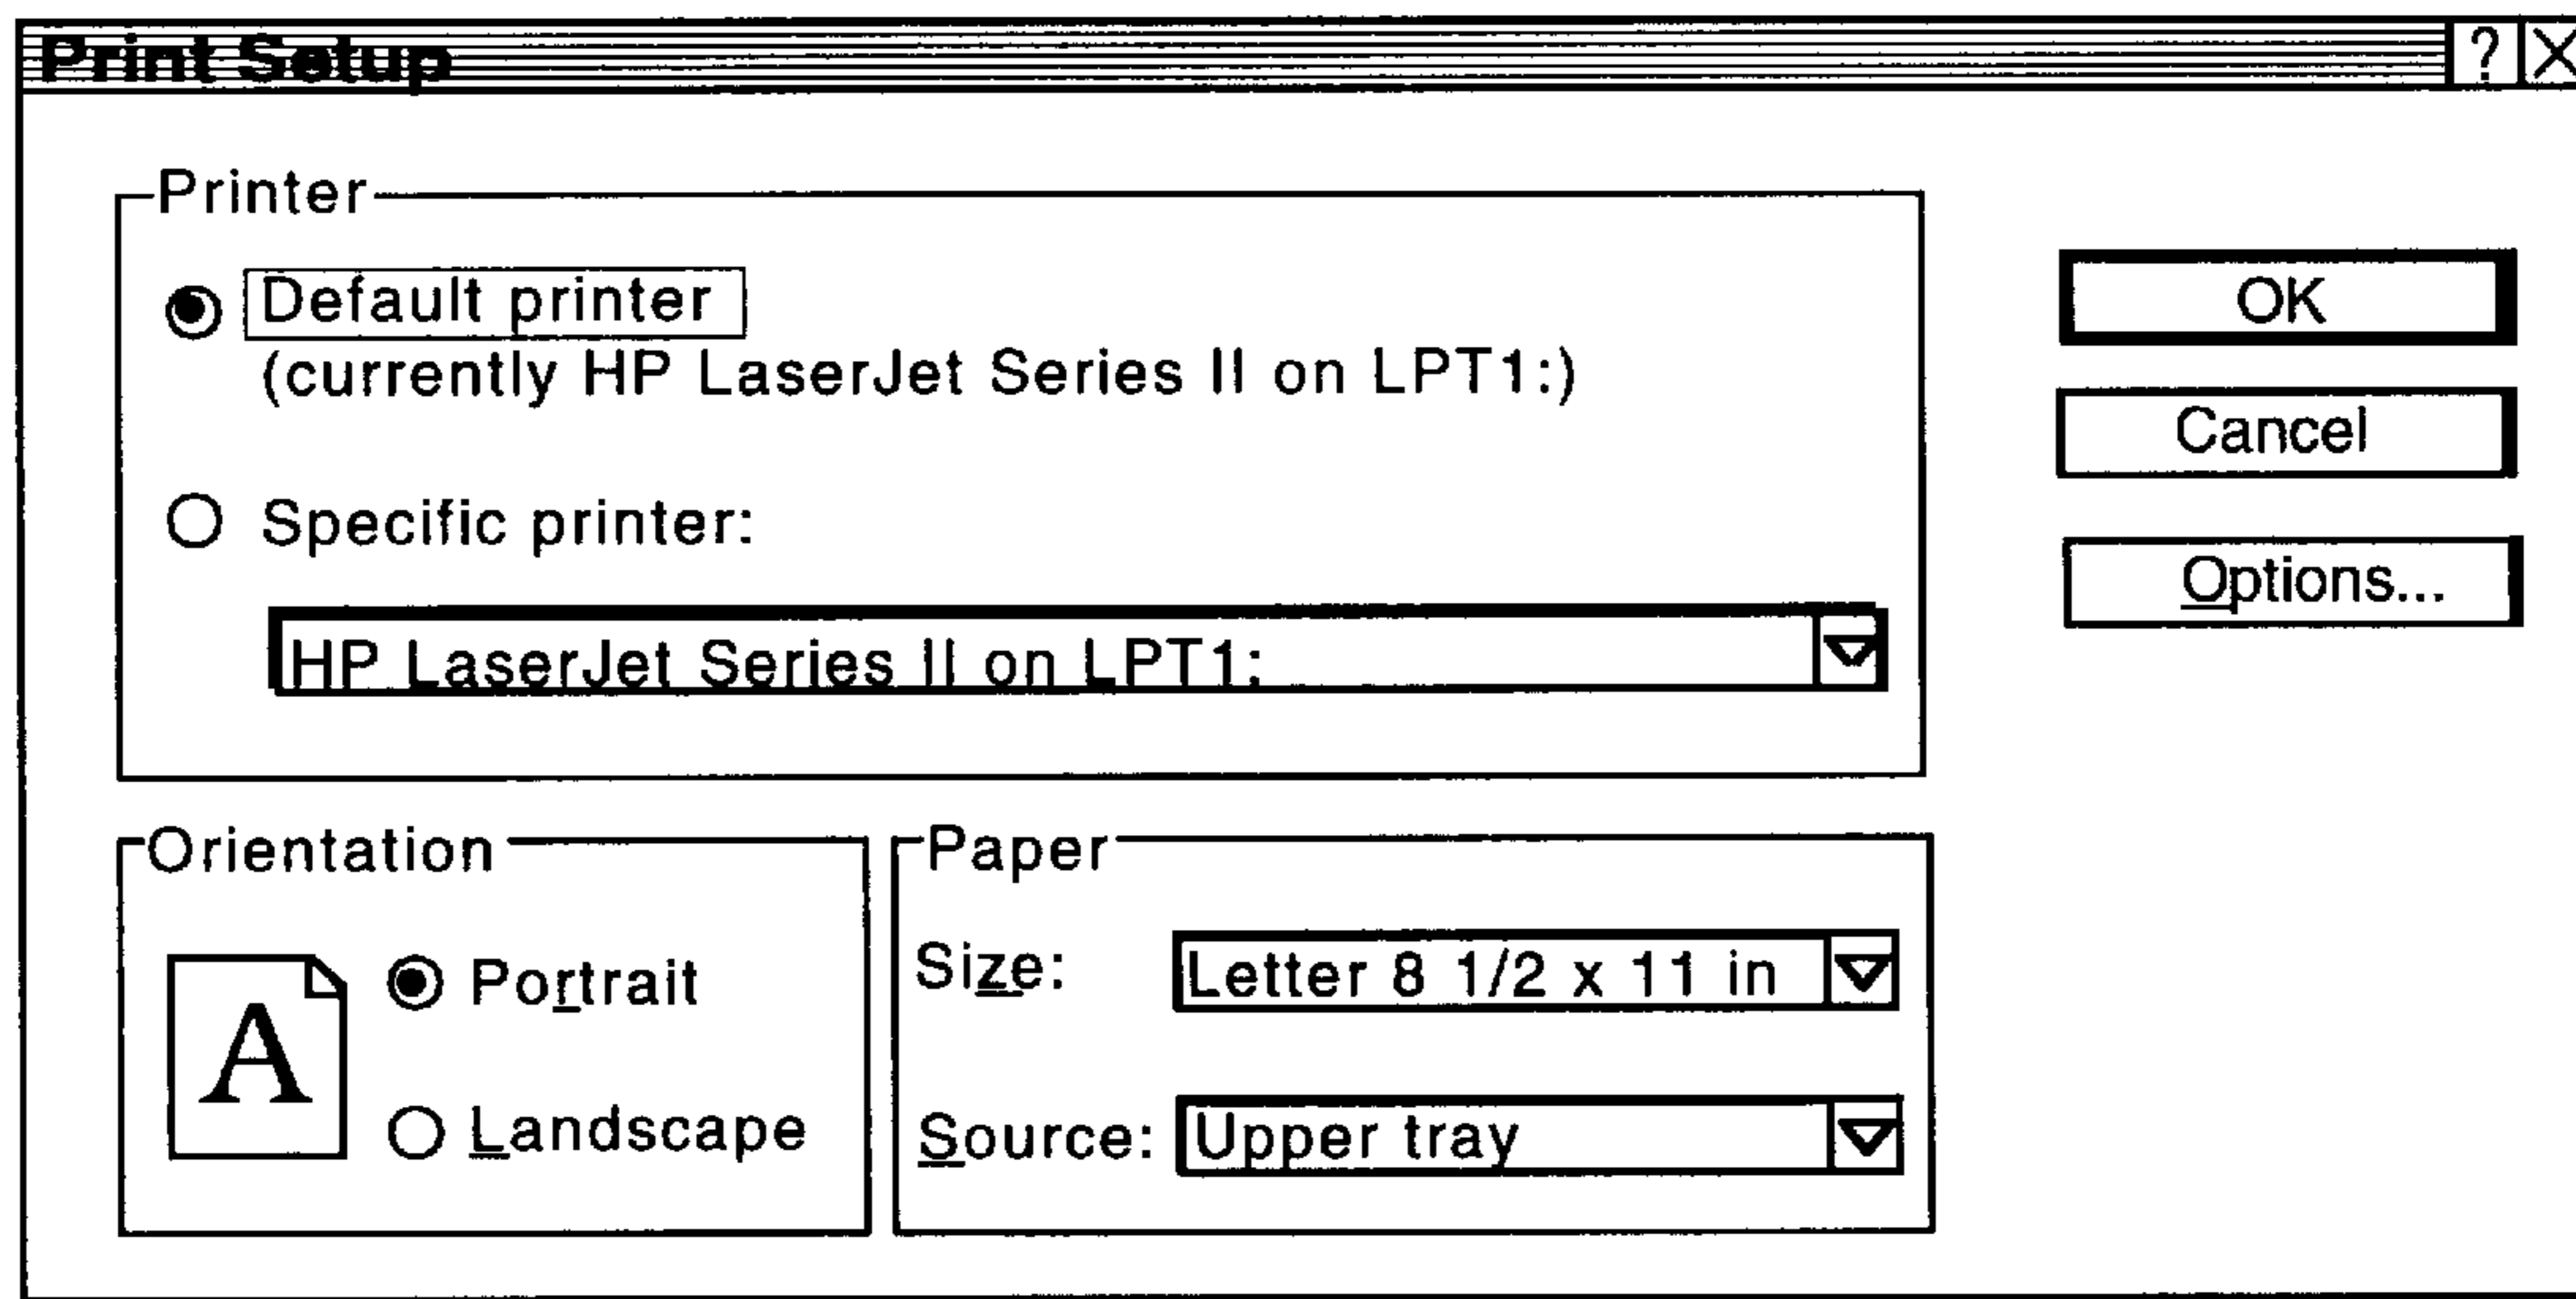 Print Setup ? X
Printer
Default printer
(currently HP LaserJet Series II on LPT1:)
Specific printer:
HP LaserJet Series II on LPT1:
OK
Cancel
Options...
Orientation
A
Portrait
Landscape
Paper
Size: Letter 8 1/2 x 11 in
Source: Upper tray